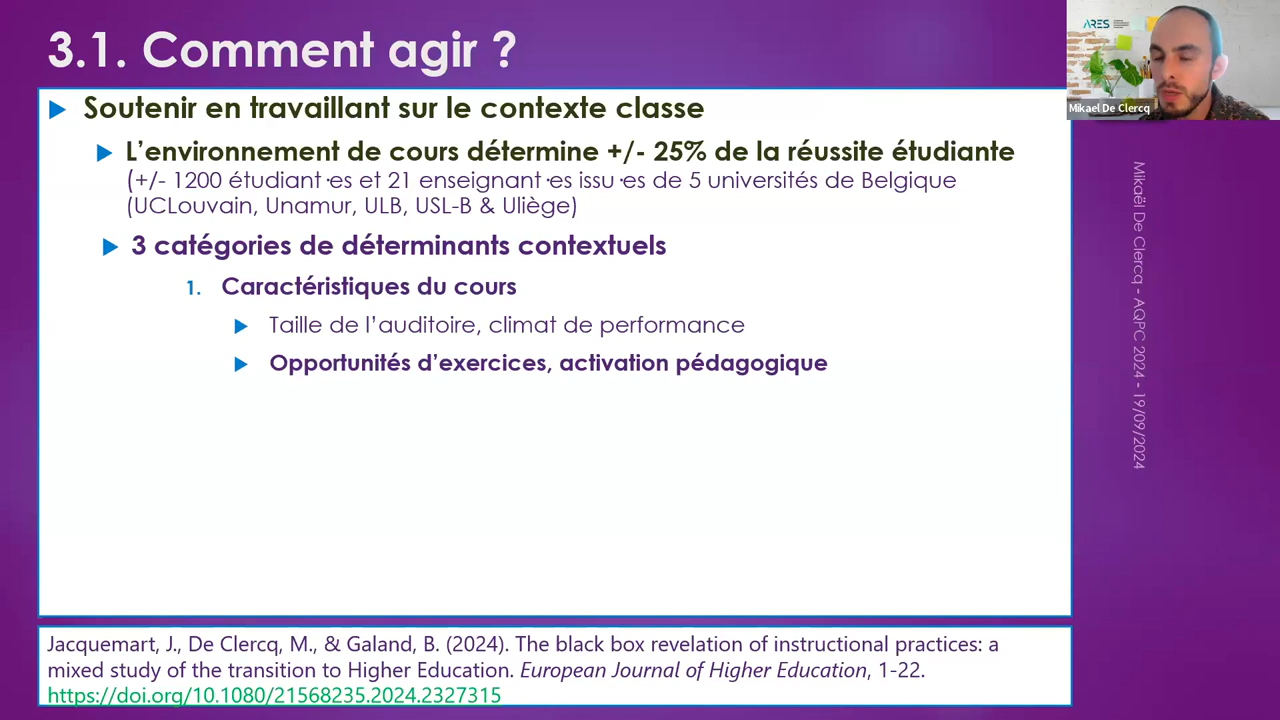 3.1. Comment agir ?
ARES
Mikael De Clercq
Soutenir en travaillant sur le contexte classe
L’environnement de cours détermine +/- 25% de la réussite étudiante
(+/- 1200 étudiant·es et 21 enseignant·es issu·es de 5 universités de Belgique
(UCLouvain, Unamur, ULB, USL-B & Uliège)
3 catégories de déterminants contextuels
1. Caractéristiques du cours
Taille de l’auditoire, climat de performance
Opportunités d’exercices, activation pédagogique
Mikaël De Clercq - AQPC 2024 - 19/09/2024
Jacquemart, J., De Clercq, M., & Galand, B. (2024). The black box revelation of instructional practices: a
mixed study of the transition to Higher Education. European Journal of Higher Education, 1-22.
https://doi.org/10.1080/21568235.2024.2327315